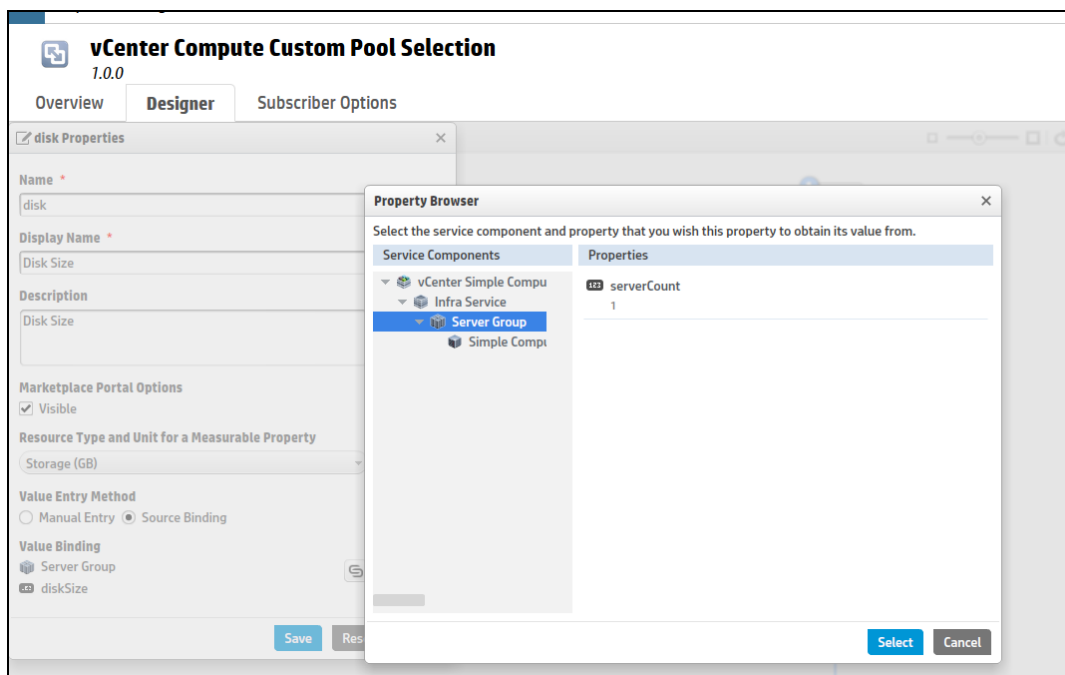 vCenter Compute Custom Pool Selection
1.0.0
Overview
Designer
Subscriber Options
disk Properties
Name *
disk
Display Name *
Disk Size
Description
Disk Size
Marketplace Portal Options
Visible
Resource Type and Unit for a Measurable Property
Storage (GB)
Value Entry Method
Manual Entry
Source Binding
Value Binding
Server Group
diskSize
Save
Res
Property Browser
Select the service component and property that you wish this property to obtain its value from.
Service Components
Properties
vCenter Simple Compu
Infra Service
Server Group
Simple Compu
123 serverCount
1
Select
Cancel